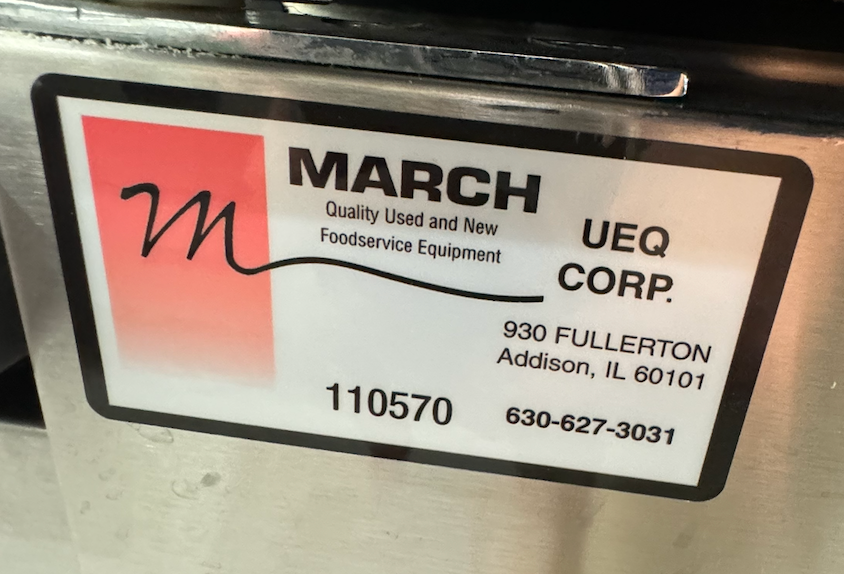 m
MARCH
Quality Used and New
Foodservice Equipment
UEQ
CORP.
930 FULLERTON
Addison, IL 60101
110570
630-627-3031